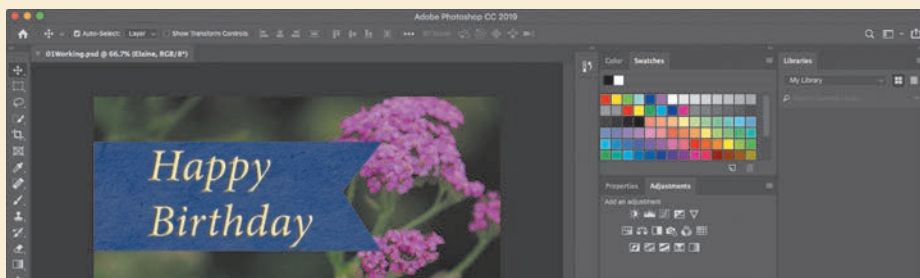 Adobe Photoshop CC 2019
Auto-Select: Layer Show Transform Controls
× 01Working.psd @ 66.7% (Elaine, RGB/8*)
Color Swatches
Libraries
My Library
Happy
Birthday
Properties Adjustments
Add an adjustment